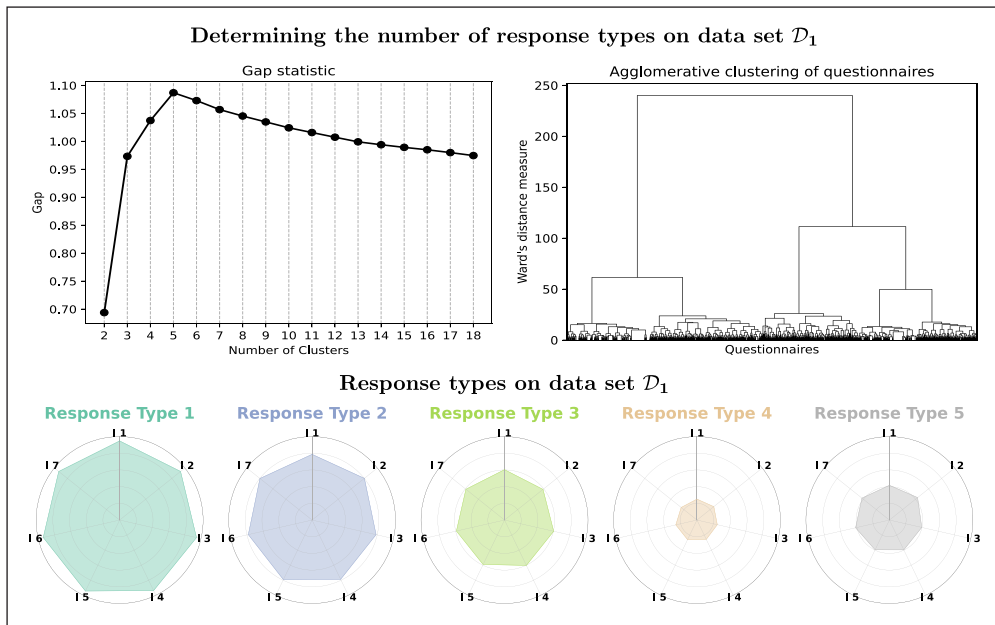 Determining the number of response types on data set 𝒟₁
Gap statistic
1.10
1.05
1.00
0.95
0.90
0.85
0.80
0.75
0.70
Gap
2 3 4 5 6 7 8 9 10 11 12 13 14 15 16 17 18
Number of Clusters
Agglomerative clustering of questionnaires
250
200
150
100
50
0
Ward's distance measure
Questionnaires
Response types on data set 𝒟₁
Response Type 1
I 1
I 2
I 3
I 4
I 5
I 6
I 7
Response Type 2
I 1
I 2
I 3
I 4
I 5
I 6
I 7
Response Type 3
I 1
I 2
I 3
I 4
I 5
I 6
I 7
Response Type 4
I 1
I 2
I 3
I 4
I 5
I 6
I 7
Response Type 5
I 1
I 2
I 3
I 4
I 5
I 6
I 7